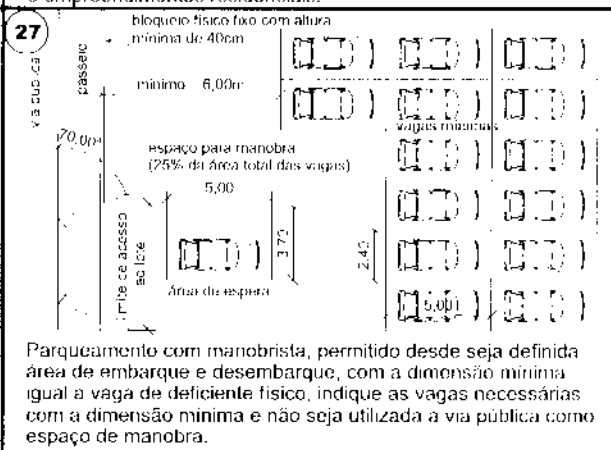 27
bloqueio físico fixo com altura
mínima de 40cm
via pública
passeio
mínimo 6,00m
70,00
vagas mínimas
espaço para manobra
(25% da área total das vagas)
5,00
limite de acesso
ao lote
3,70
2,40
área de espera
5,00
Parqueamento com manobrista, permitido desde seja definida
área de embarque e desembarque, com a dimensão mínima
igual a vaga de deficiente físico, indique as vagas necessárias
com a dimensão mínima e não seja utilizada a via pública como
espaço de manobra.